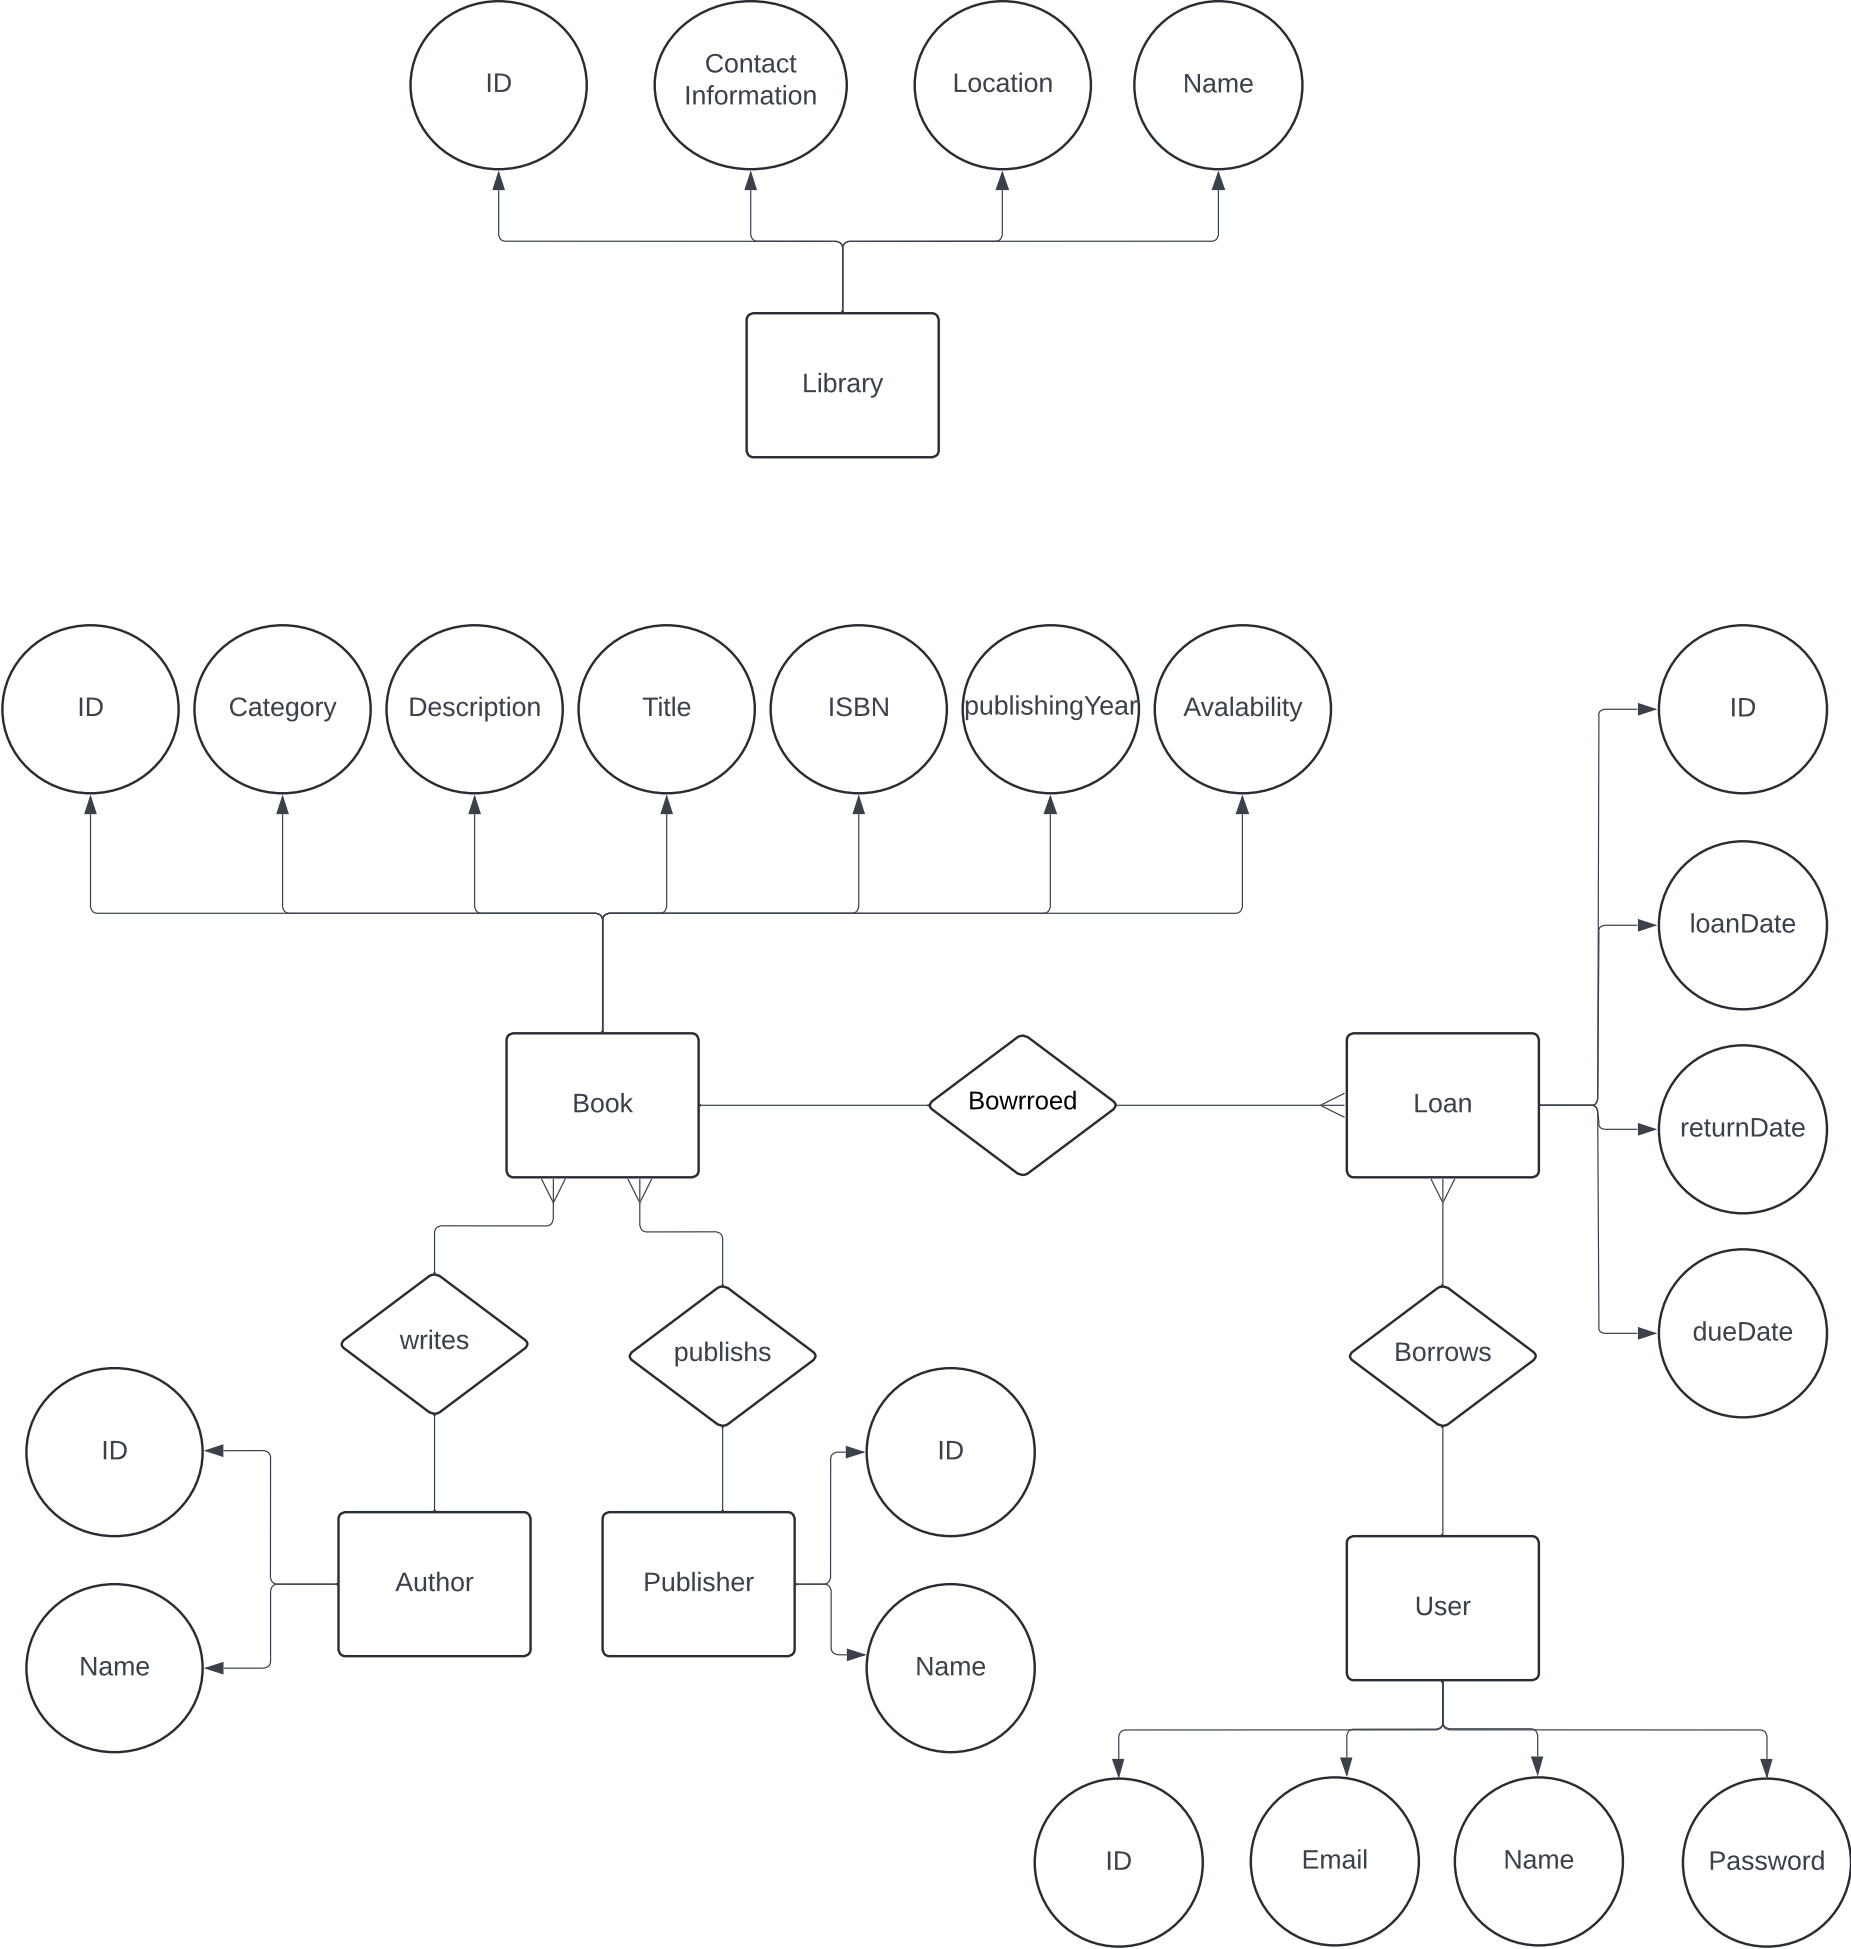 ID
Contact
Information
Location
Name
Library
ID
Category
Description
Title
ISBN
publishingYear
Avalability
ID
loanDate
Book
Bowrroed
Loan
returnDate
writes
publishs
Borrows
dueDate
ID
ID
Author
Publisher
User
Name
Name
ID
Email
Name
Password